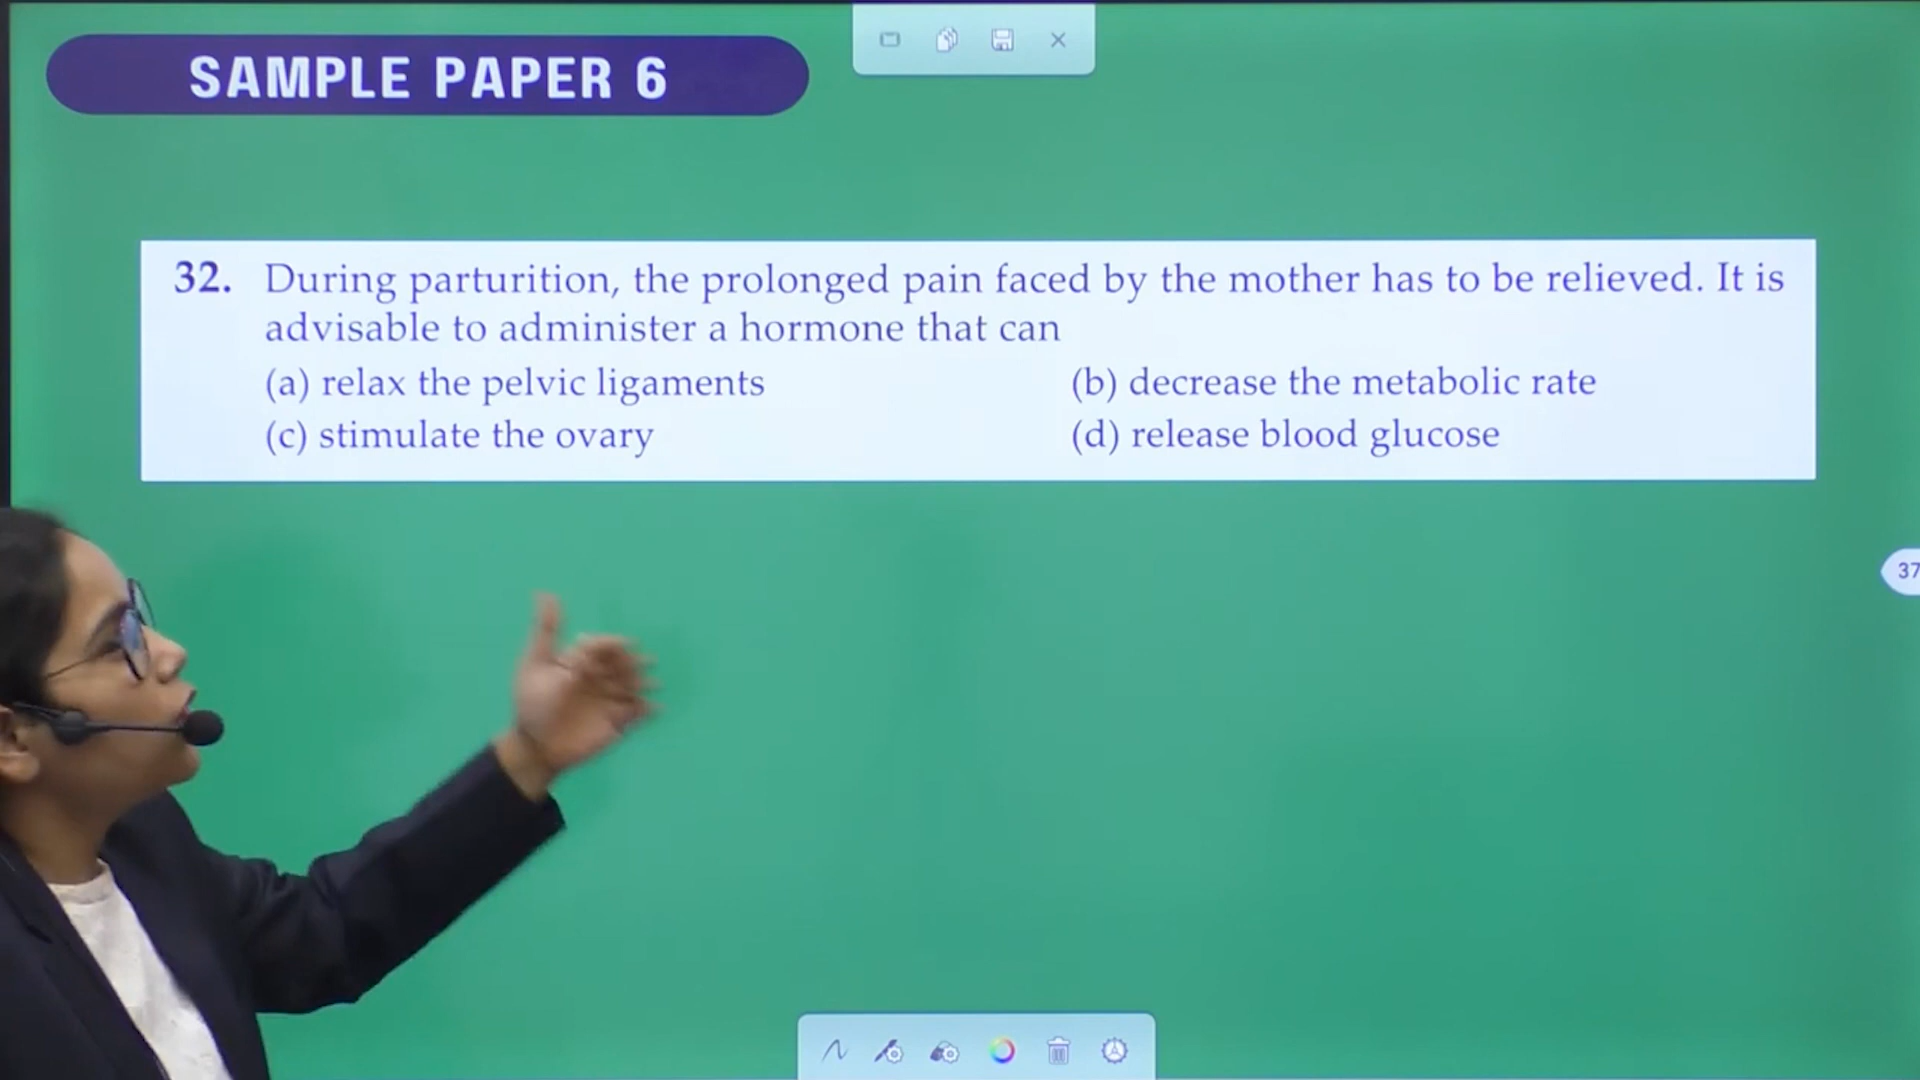 SAMPLE PAPER 6
32. During parturition, the prolonged pain faced by the mother has to be relieved. It is
advisable to administer a hormone that can
(a) relax the pelvic ligaments (b) decrease the metabolic rate
(c) stimulate the ovary (d) release blood glucose
37